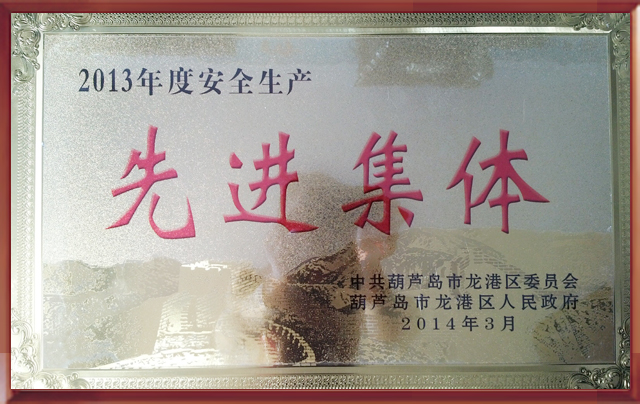 2013年度安全生产
先进集体
中共葫芦岛市龙港区委员会
葫芦岛市龙港区人民政府
2014年3月